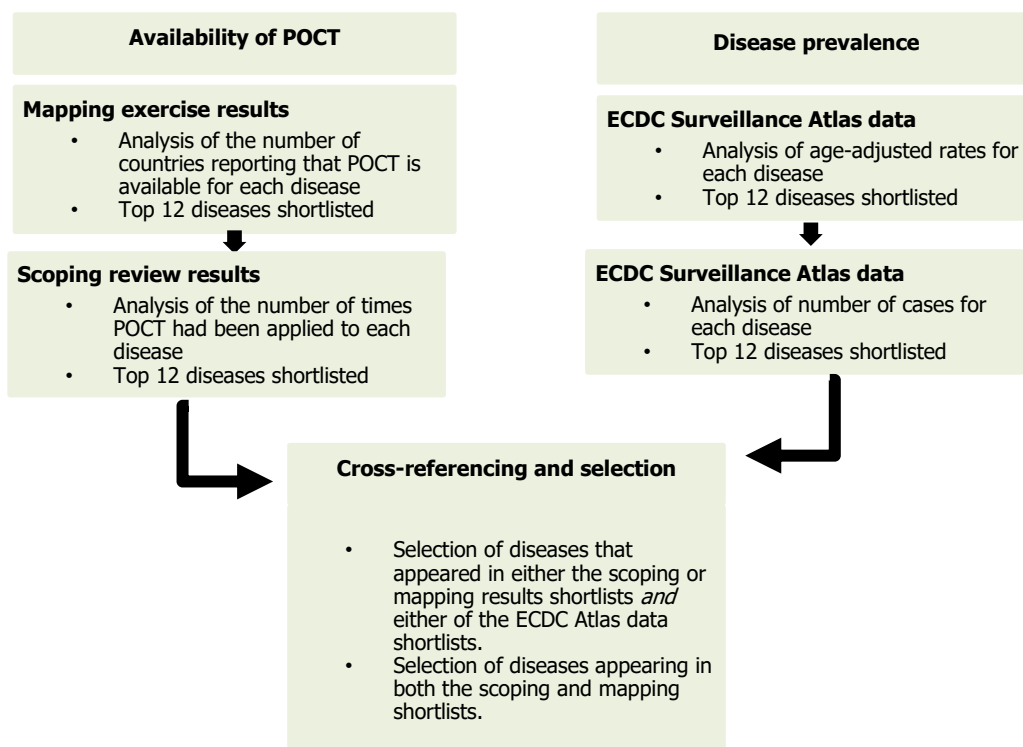 Availability of POCT
Mapping exercise results
• Analysis of the number of
countries reporting that POCT is
available for each disease
• Top 12 diseases shortlisted
Scoping review results
• Analysis of the number of times
POCT had been applied to each
disease
• Top 12 diseases shortlisted
Disease prevalence
ECDC Surveillance Atlas data
• Analysis of age-adjusted rates for
each disease
• Top 12 diseases shortlisted
ECDC Surveillance Atlas data
• Analysis of number of cases for
each disease
• Top 12 diseases shortlisted
Cross-referencing and selection
• Selection of diseases that
appeared in either the scoping or
mapping results shortlists and
either of the ECDC Atlas data
shortlists.
• Selection of diseases appearing in
both the scoping and mapping
shortlists.